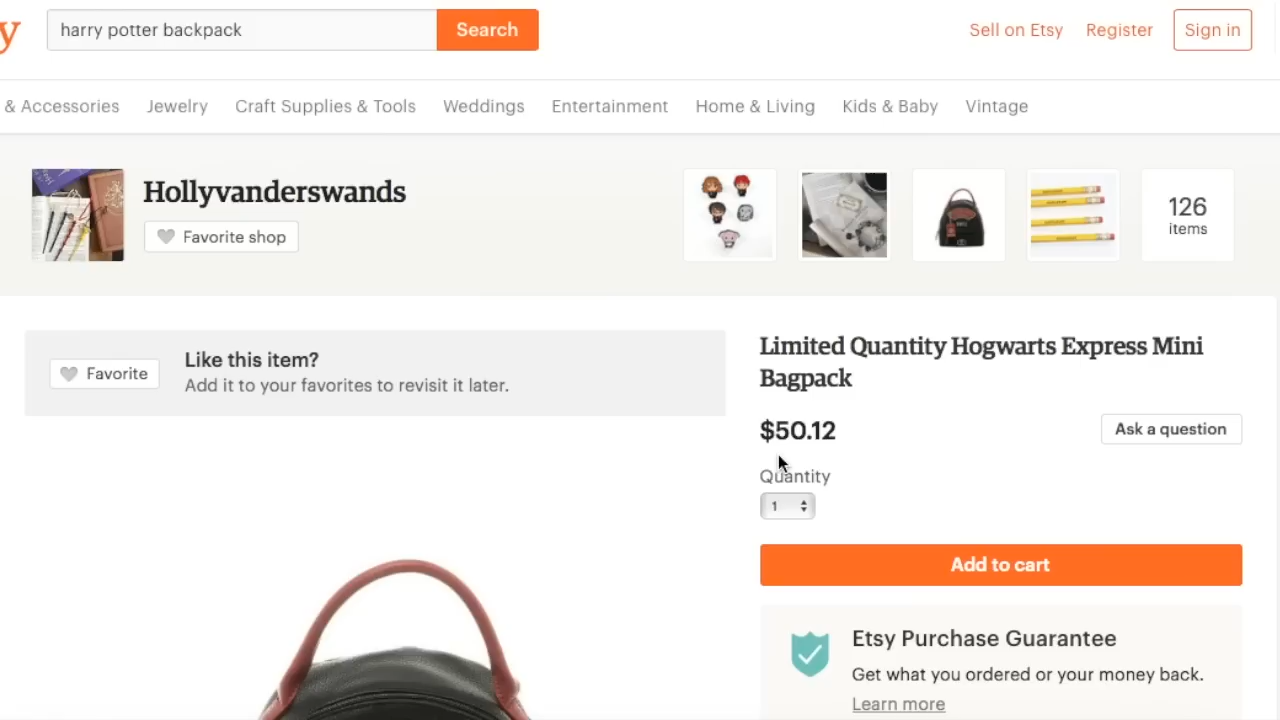 y
harry potter backpack
Search
Sell on Etsy
Register
Sign in
& Accessories
Jewelry
Craft Supplies & Tools
Weddings
Entertainment
Home & Living
Kids & Baby
Vintage
Hollyvanderswands
Favorite shop
126
items
Favorite
Like this item?
Add it to your favorites to revisit it later.
Limited Quantity Hogwarts Express Mini
Bagpack
$50.12
Ask a question
Quantity
1
Add to cart
Etsy Purchase Guarantee
Get what you ordered or your money back.
Learn more